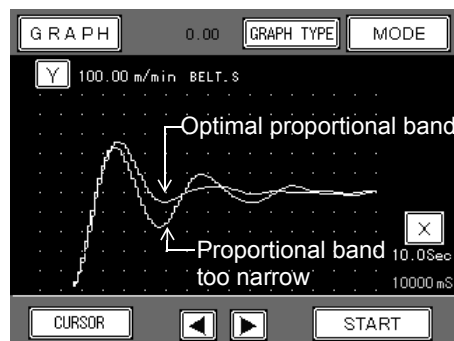 GRAPH 0.00 GRAPH TYPE MODE
Y 100.00 m/min BELT.S
Optimal proportional band
X
Proportional band 10.0Sec
too narrow 10000 mS
CURSOR START